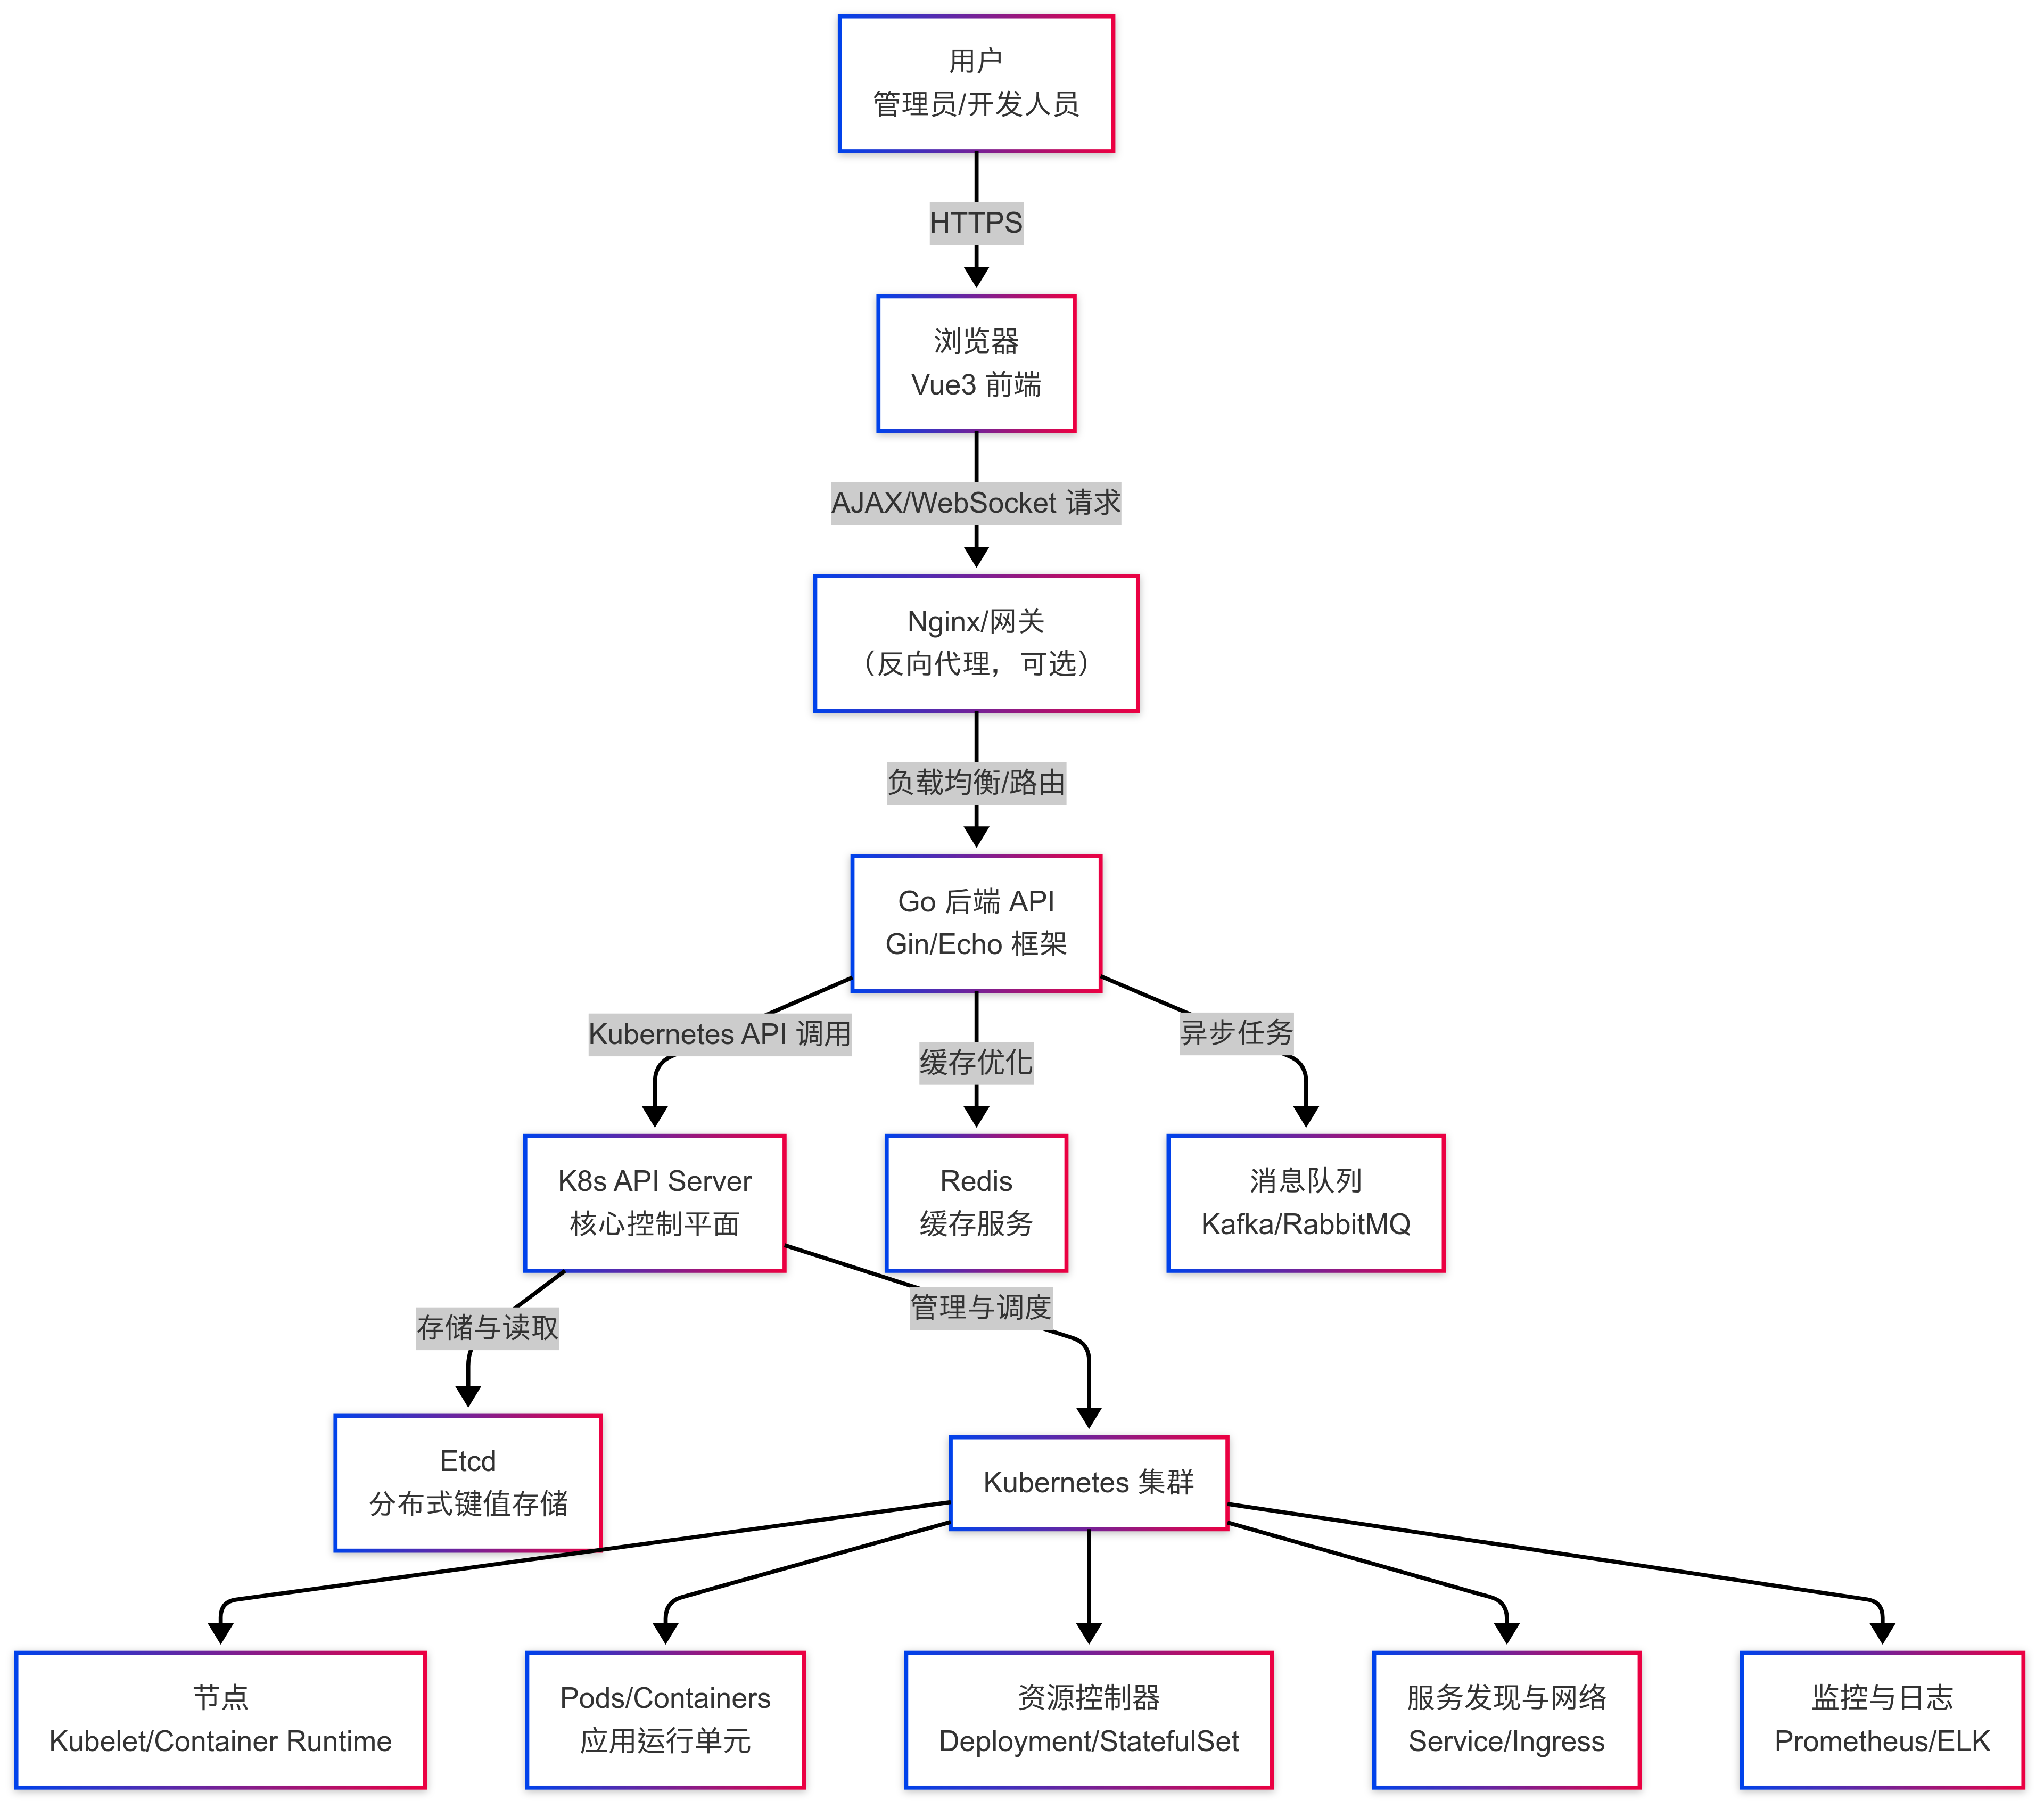 用户
管理员/开发人员
HTTPS
浏览器
Vue3 前端
AJAX/WebSocket 请求
Nginx/网关
（反向代理，可选）
负载均衡/路由
Go 后端 API
Gin/Echo 框架
Kubernetes API 调用
缓存优化
异步任务
K8s API Server
核心控制平面
Redis
缓存服务
消息队列
Kafka/RabbitMQ
存储与读取
管理与调度
Etcd
分布式键值存储
Kubernetes 集群
节点
Kubelet/Container Runtime
Pods/Containers
应用运行单元
资源控制器
Deployment/StatefulSet
服务发现与网络
Service/Ingress
监控与日志
Prometheus/ELK